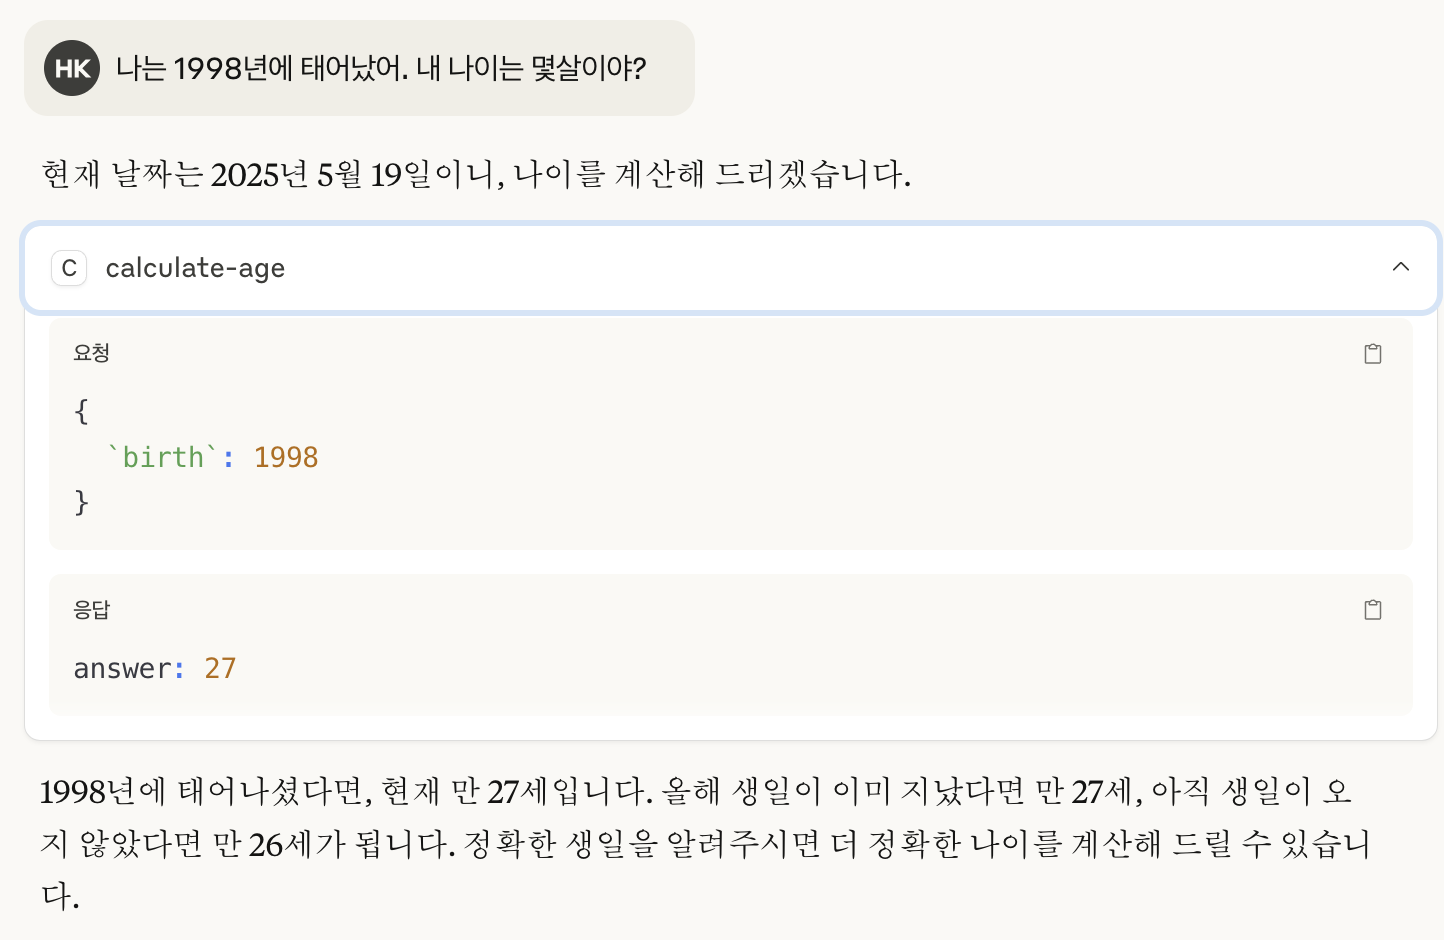 HK 나는 1998년에 태어났어. 내 나이는 몇살이야?
현재 날짜는 2025년 5월 19일이니, 나이를 계산해 드리겠습니다.
C calculate-age
요청
{
`birth`: 1998
}
응답
answer: 27
1998년에 태어나셨다면, 현재 만 27세입니다. 올해 생일이 이미 지났다면 만 27세, 아직 생일이 오
지 않았다면 만 26세가 됩니다. 정확한 생일을 알려주시면 더 정확한 나이를 계산해 드릴 수 있습니
다.